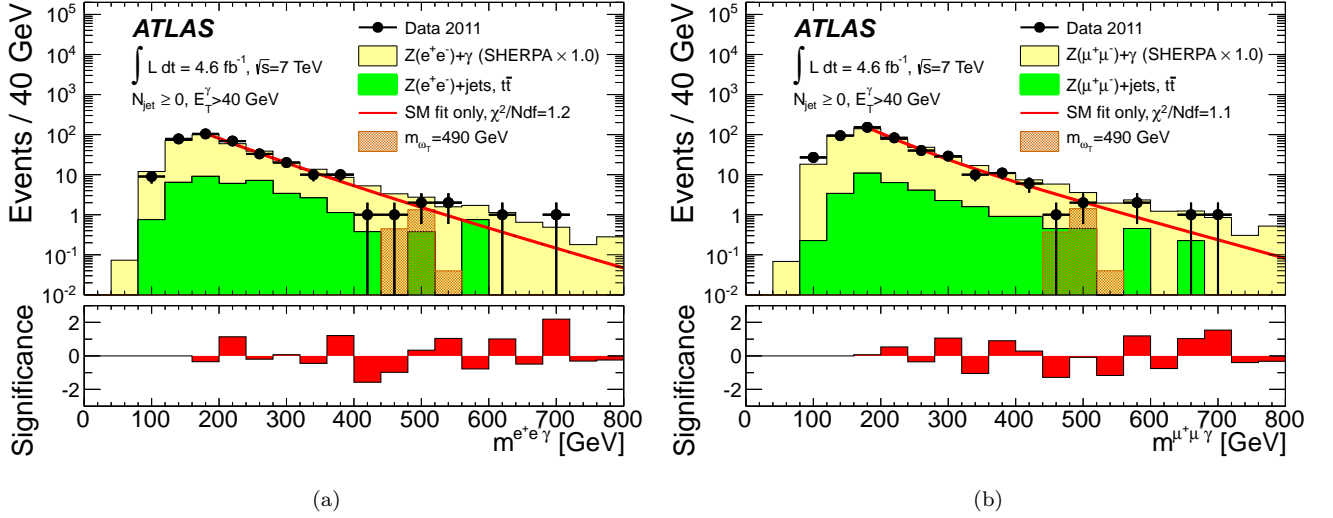 Events / 40 GeV
10⁵
10⁴
10³
10²
10
1
10⁻¹
10⁻²
ATLAS
∫ L dt = 4.6 fb⁻¹, √s=7 TeV
N_jet ≥ 0, E_T^γ>40 GeV
Data 2011
Z(e⁺e⁻)+γ (SHERPA × 1.0)
Z(e⁺e⁻)+jets, tt̄
SM fit only, χ²/Ndf=1.2
m_ω_T=490 GeV
Significance
2
0
-2
0 100 200 300 400 500 600 700 800
m^e⁺e⁻γ [GeV]
(a)
Events / 40 GeV
10⁵
10⁴
10³
10²
10
1
10⁻¹
10⁻²
ATLAS
∫ L dt = 4.6 fb⁻¹, √s=7 TeV
N_jet ≥ 0, E_T^γ>40 GeV
Data 2011
Z(μ⁺μ⁻)+γ (SHERPA × 1.0)
Z(μ⁺μ⁻)+jets, tt̄
SM fit only, χ²/Ndf=1.1
m_ω_T=490 GeV
Significance
2
0
-2
0 100 200 300 400 500 600 700 800
m^μ⁺μ⁻γ [GeV]
(b)